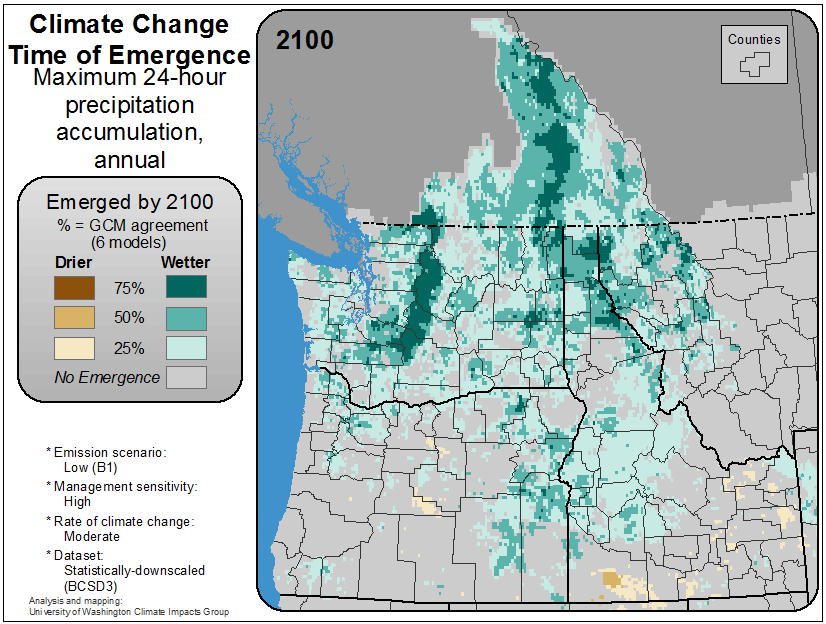 Climate Change
Time of Emergence
Maximum 24-hour
precipitation
accumulation,
annual
Emerged by 2100
% = GCM agreement
(6 models)
Drier Wetter
75%
50%
25%
No Emergence
* Emission scenario:
Low (B1)
* Management sensitivity:
High
* Rate of climate change:
Moderate
* Dataset:
Statistically-downscaled
(BCSD3)
Analysis and mapping:
University of Washington Climate Impacts Group
2100
Counties